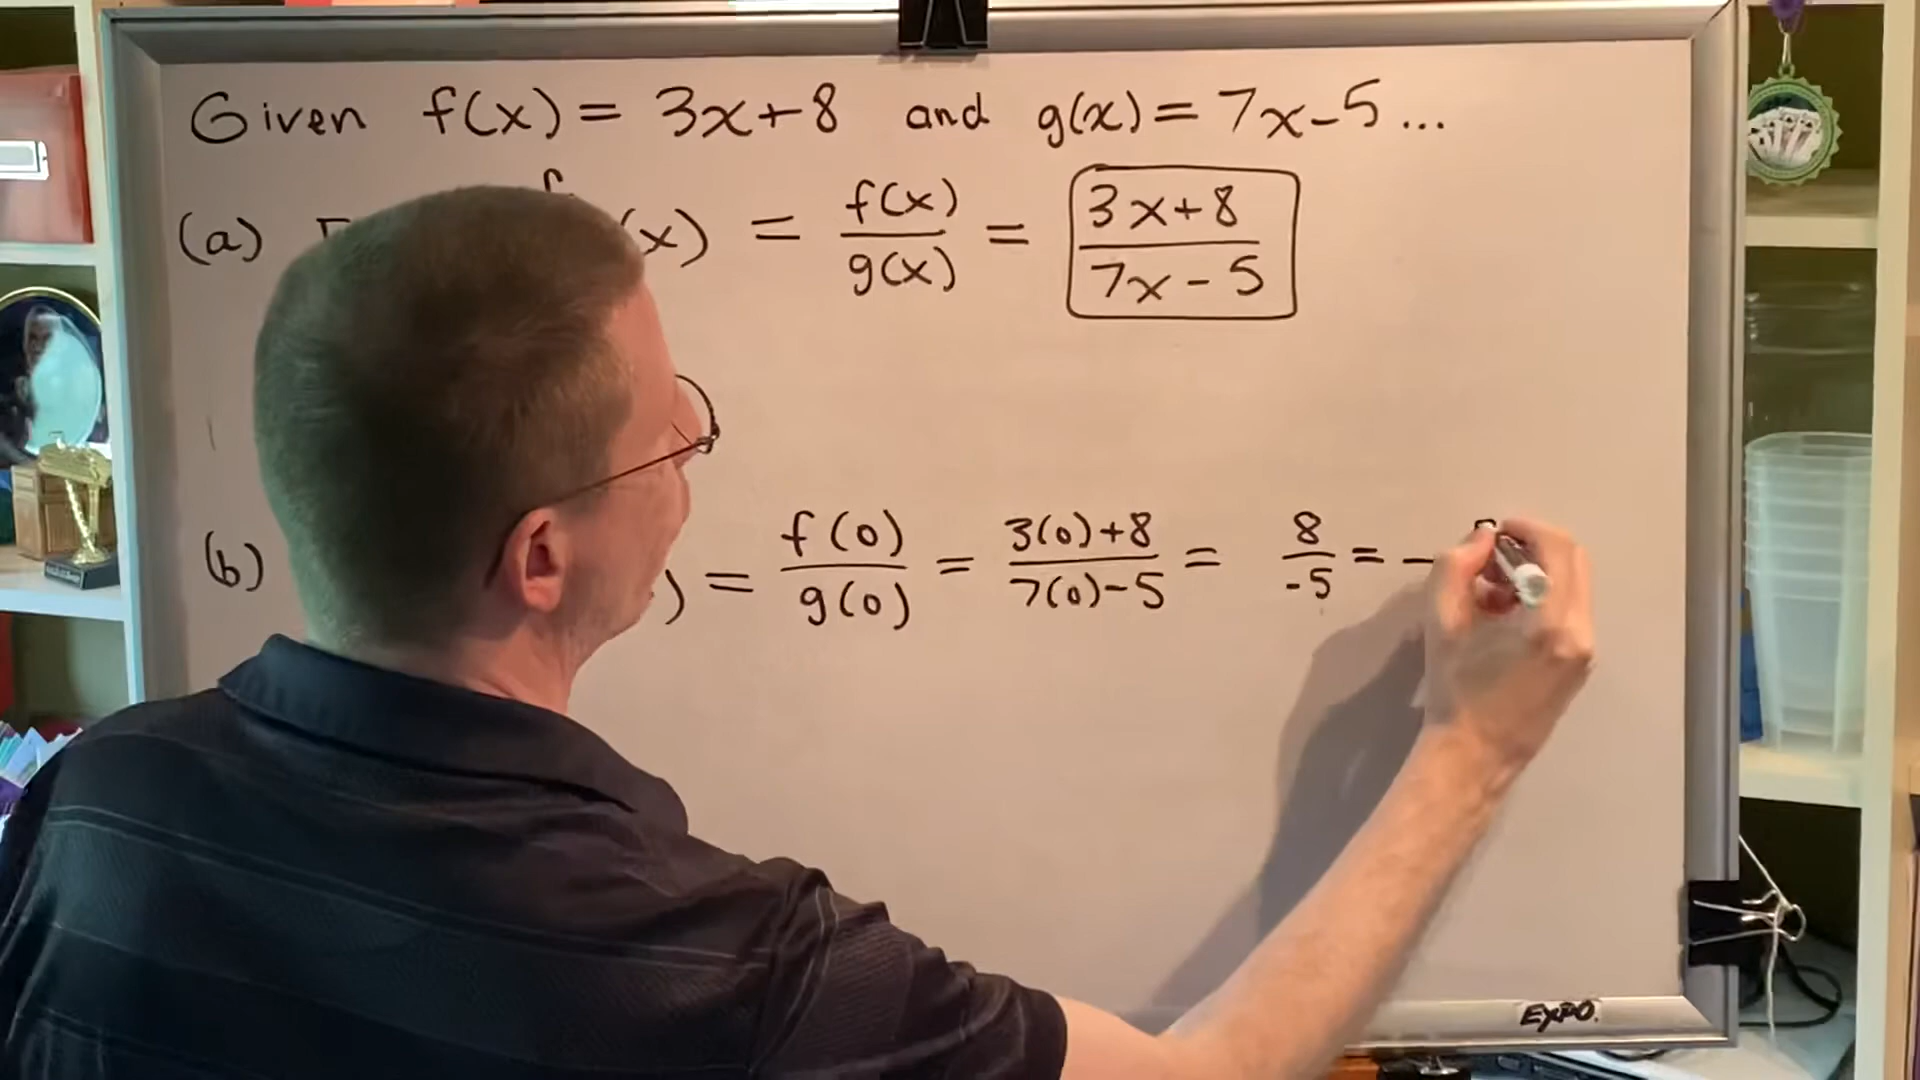 Given f(x) = 3x+8 and g(x) = 7x-5...
(a) (x) = f(x)/g(x) = 3x+8/7x-5
(b) ) = f(0)/g(0) = 3(0)+8/7(0)-5 = 8/-5 = -
EXPO.